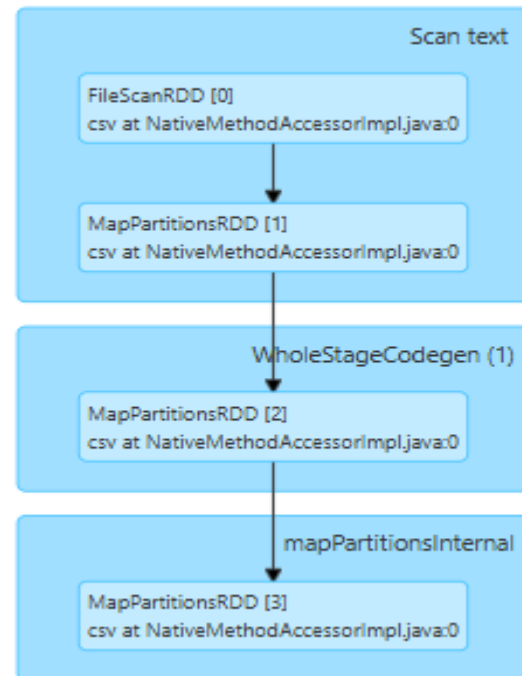 Scan text
FileScanRDD [0]
csv at NativeMethodAccessorImpl.java:0
MapPartitionsRDD [1]
csv at NativeMethodAccessorImpl.java:0
WholeStageCodegen (1)
MapPartitionsRDD [2]
csv at NativeMethodAccessorImpl.java:0
mapPartitionsInternal
MapPartitionsRDD [3]
csv at NativeMethodAccessorImpl.java:0